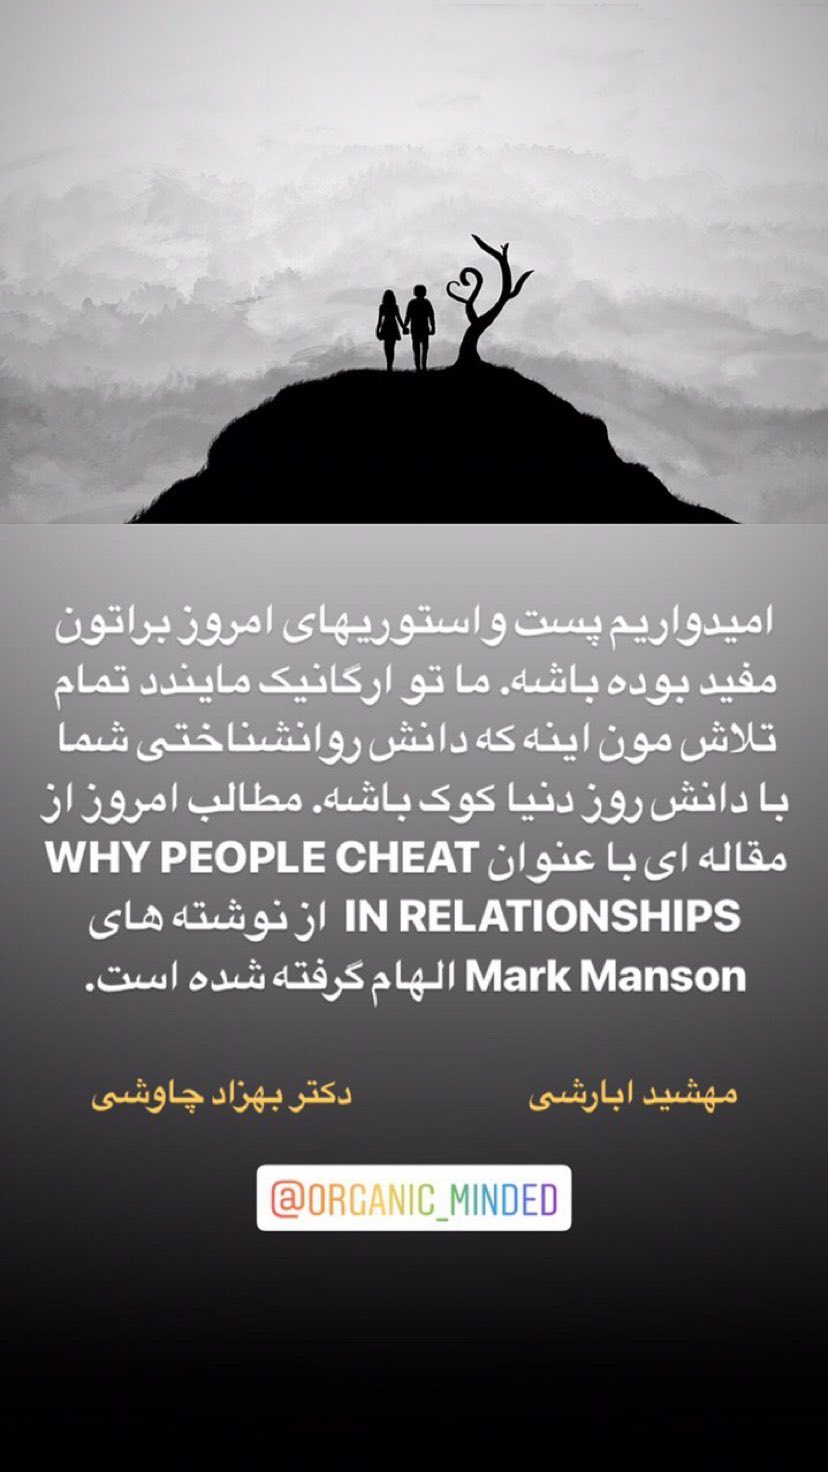 امیدواریم پست و استوریهای امروز براتون
مفید بوده باشه. ما تو ارگانیک مایندد تمام
تلاش مون اینه که دانش روانشناختی شما
با دانش روز دنیا کوک باشه. مطالب امروز از
مقاله ای با عنوان WHY PEOPLE CHEAT
IN RELATIONSHIPS از نوشته های
Mark Manson الهام گرفته شده است.
مهشید ابارشی دکتر بهزاد چاوشی
@ORGANIC_MINDED